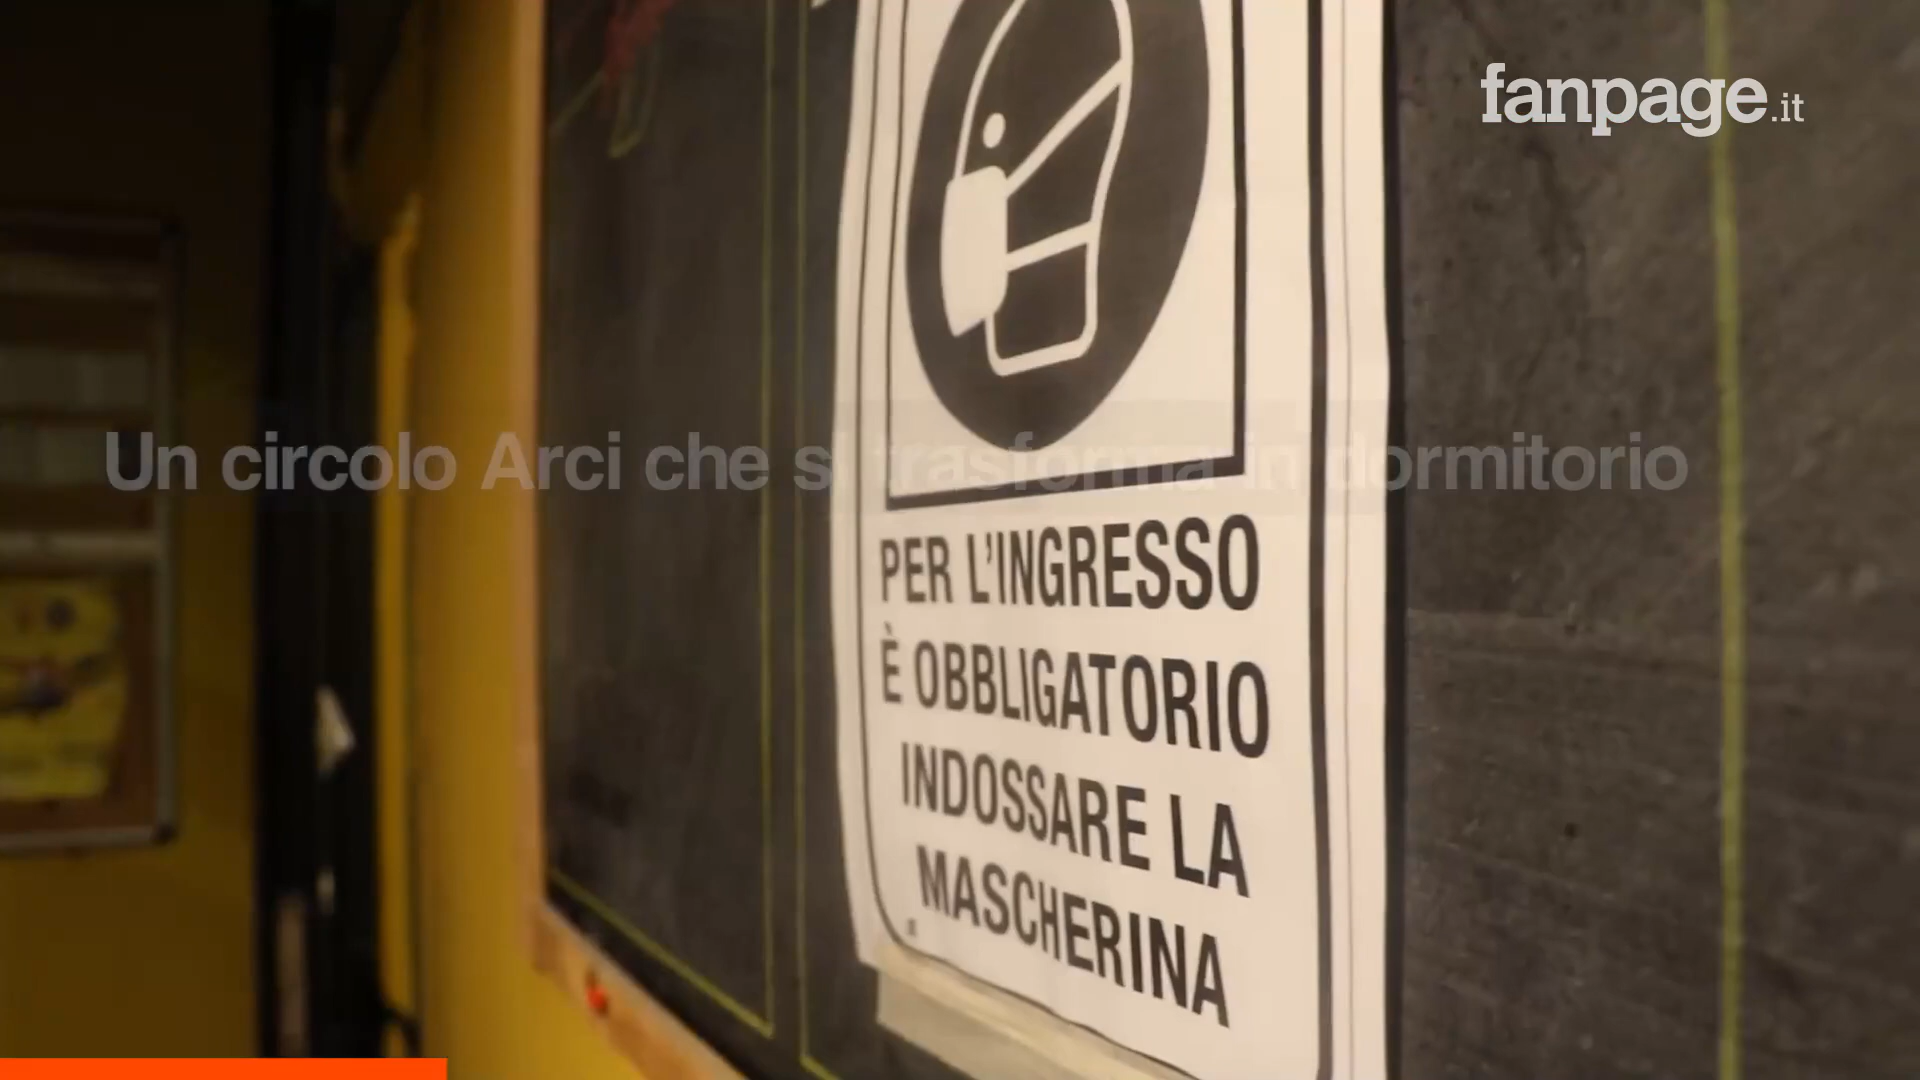 fanpage.it
Un circolo Arci che si trasforma in dormitorio
PER L'INGRESSO
È OBBLIGATORIO
INDOSSARE LA
MASCHERINA